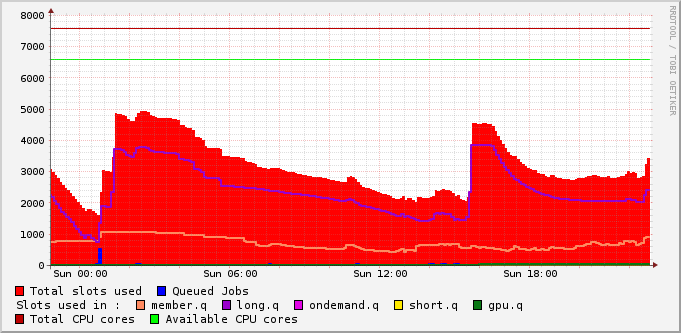 8000
7000
6000
5000
4000
3000
2000
1000
0
Sun 00:00 Sun 06:00 Sun 12:00 Sun 18:00
RRDTOOL / TOBI OETIKER
Total slots used Queued Jobs
Slots used in : member.q long.q ondemand.q short.q gpu.q
Total CPU cores Available CPU cores